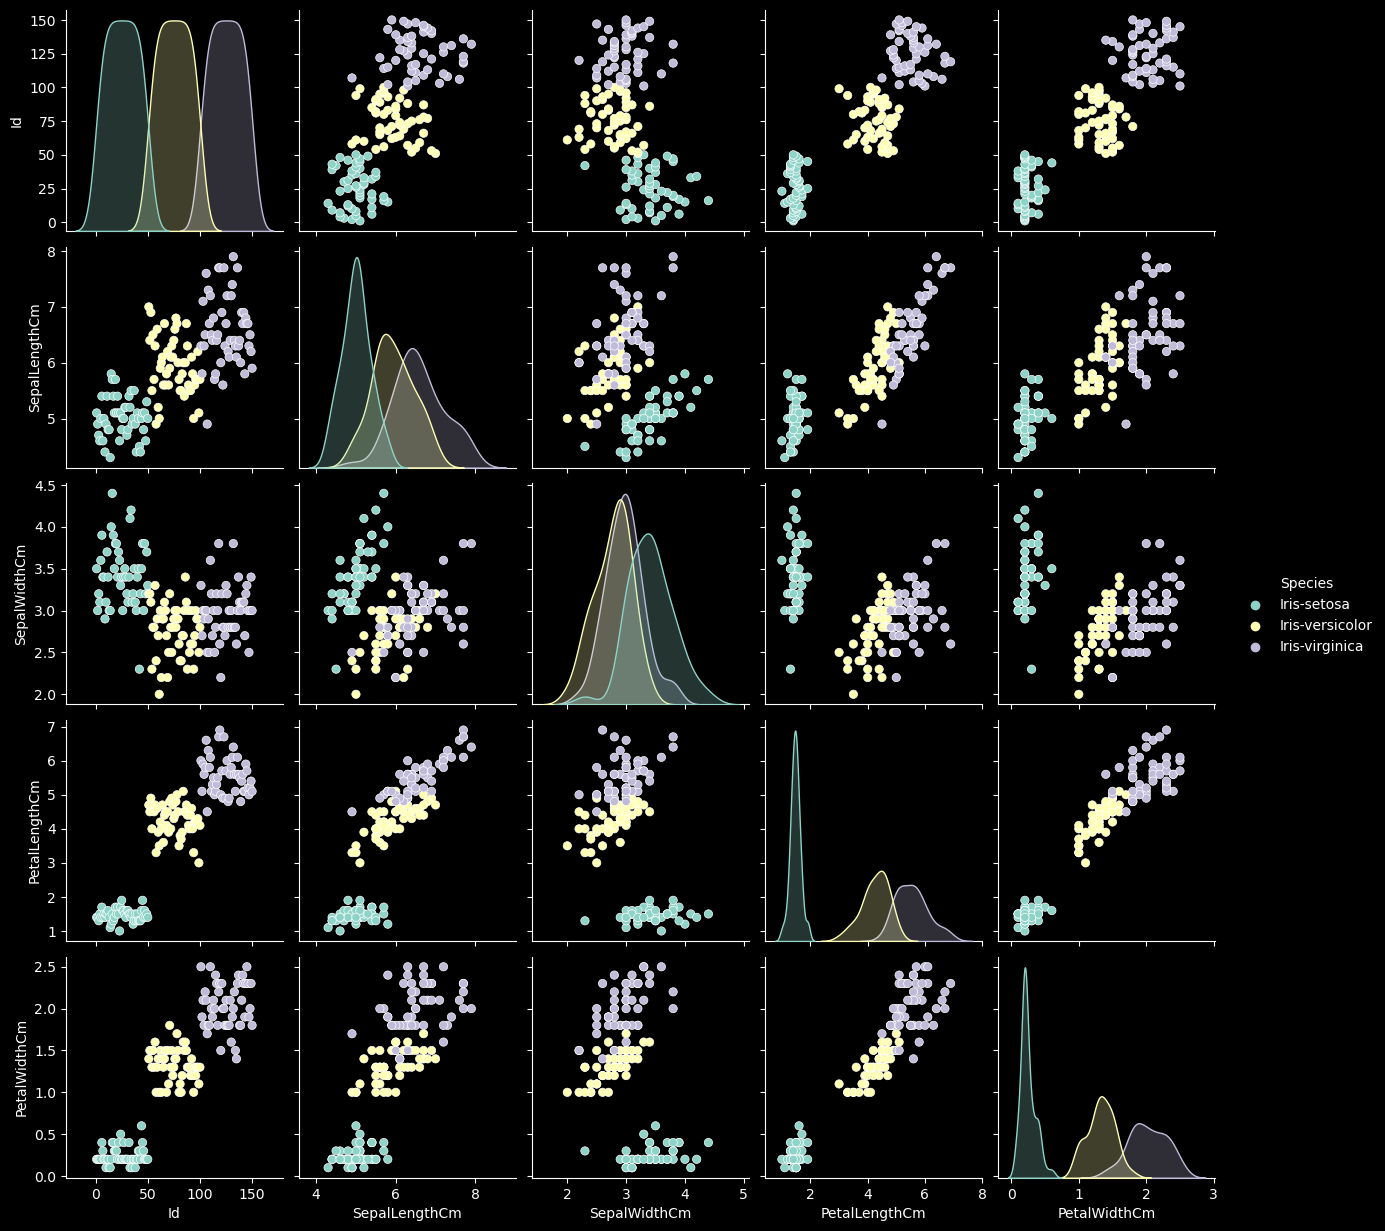 150
125
100
75
50
25
0
Id
8
7
6
5
SepalLengthCm
4.5
4.0
3.5
3.0
2.5
2.0
SepalWidthCm
Species
Iris-setosa
Iris-versicolor
Iris-virginica
7
6
5
4
3
2
1
PetalLengthCm
2.5
2.0
1.5
1.0
0.5
0.0
PetalWidthCm
0 50 100 150 4 6 8 2 3 4 5 2 4 6 8 0 1 2 3
Id SepalLengthCm SepalWidthCm PetalLengthCm PetalWidthCm